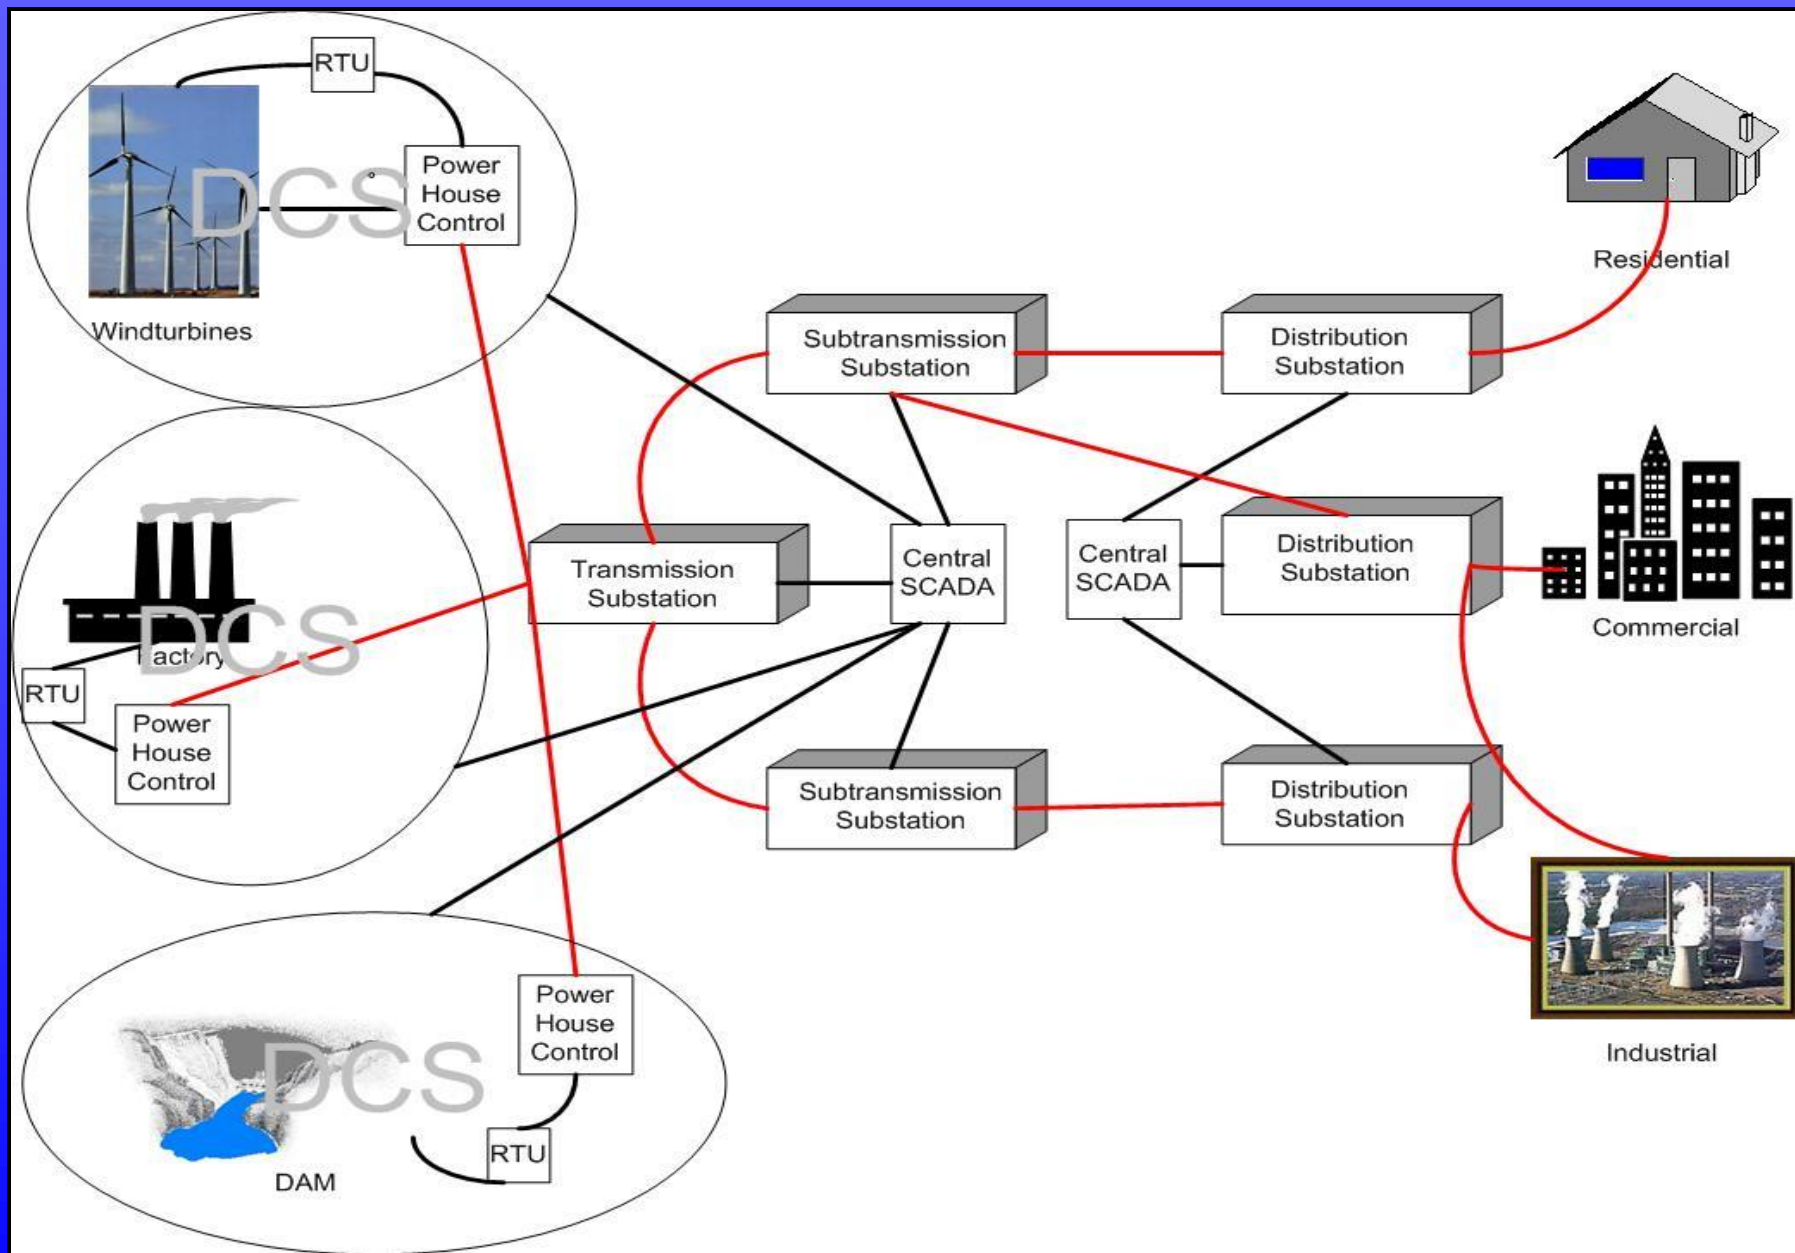 RTU
Power
House
Control
DCS
Windturbines
Residential
Subtransmission
Substation
Distribution
Substation
Factory
DCS
RTU
Power
House
Control
Transmission
Substation
Central
SCADA
Central
SCADA
Distribution
Substation
Commercial
Subtransmission
Substation
Distribution
Substation
Power
House
Control
DCS
RTU
DAM
Industrial